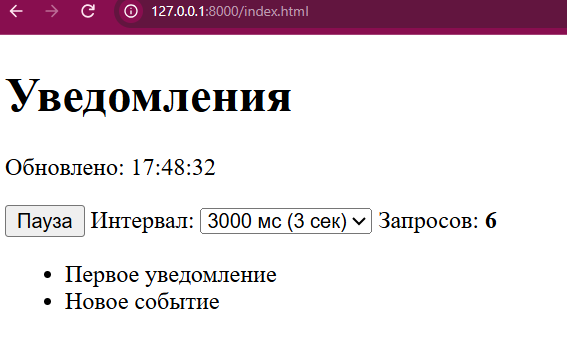 127.0.0.1:8000/index.html
Уведомления
Обновлено: 17:48:32
Пауза Интервал: 3000 мс (3 сек) Запросов: 6
Первое уведомление
Новое событие